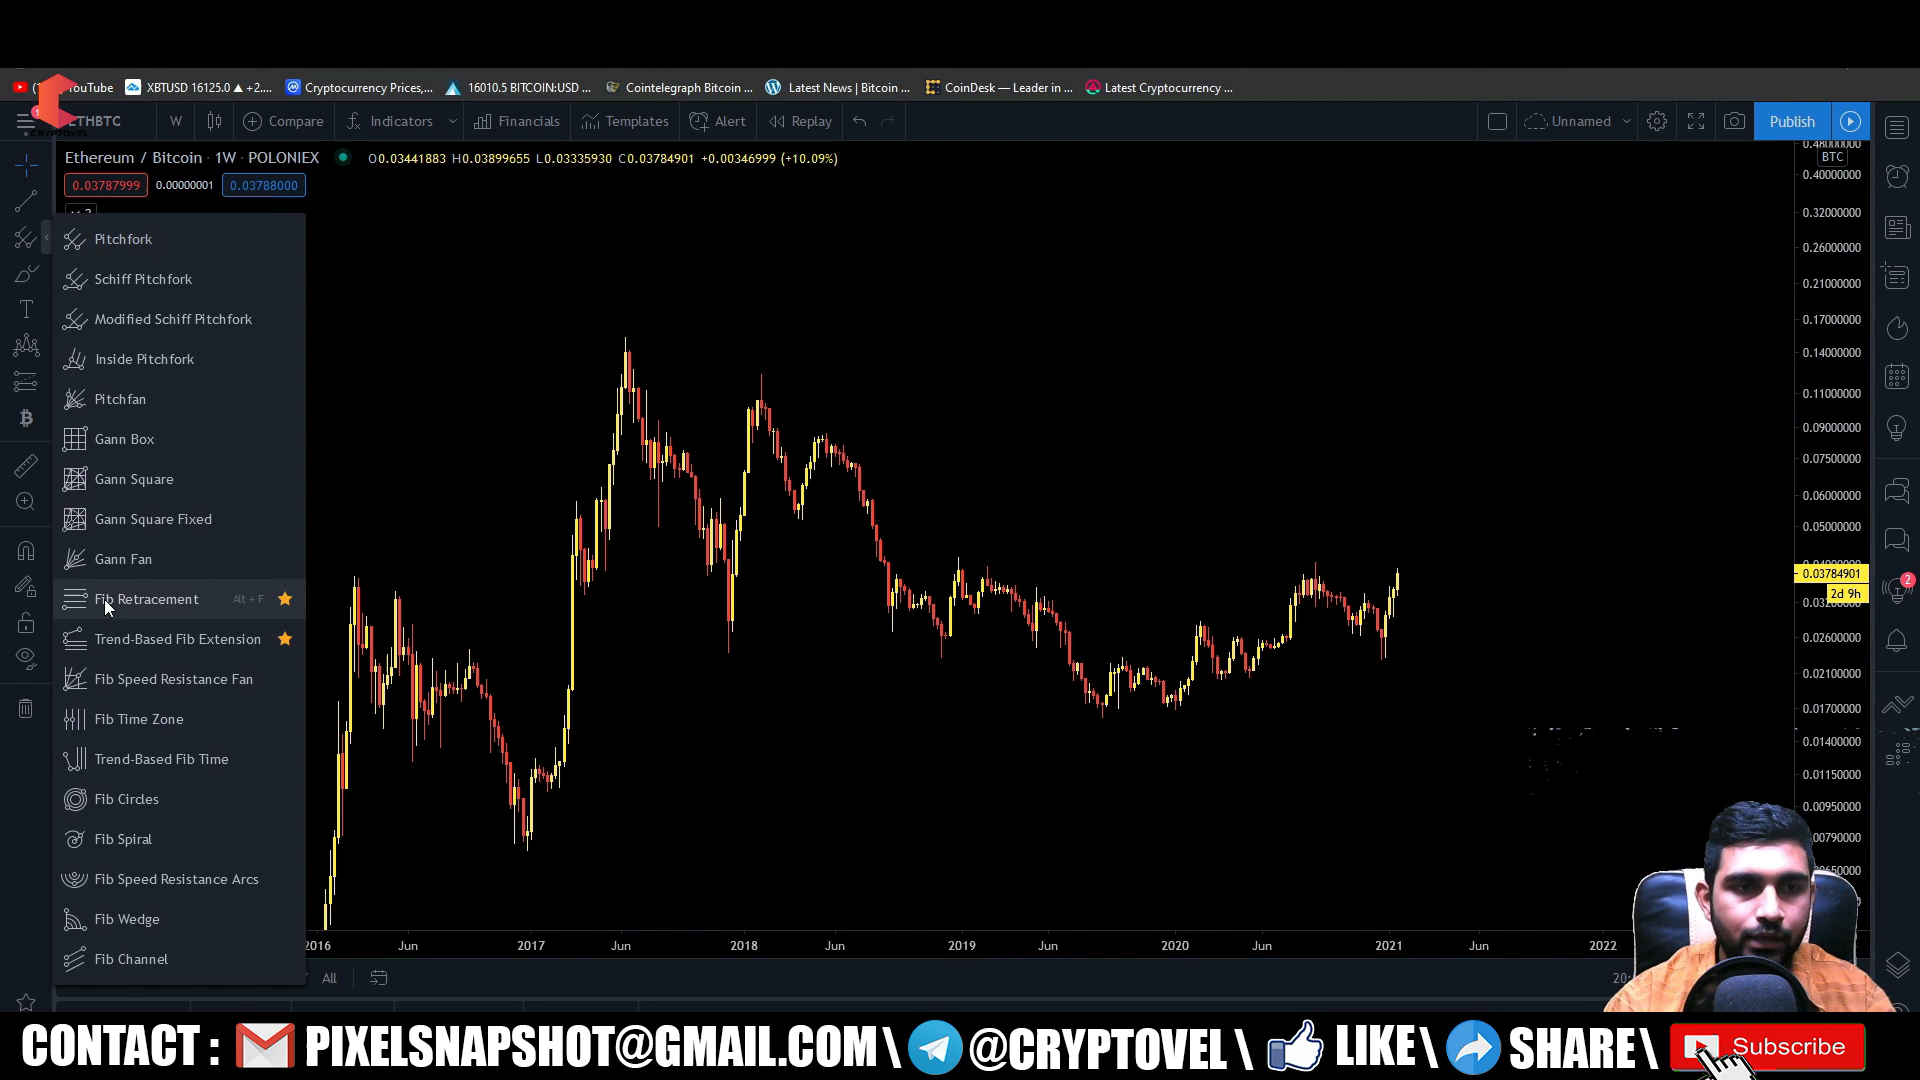 YouTube
XBTUSD 16125.0 ▲ +2....
Cryptocurrency Prices,...
16010.5 BITCOIN:USD ...
Cointelegraph Bitcoin ...
Latest News | Bitcoin ...
CoinDesk — Leader in ...
Latest Cryptocurrency ...
ETHBTC
CRYPTOVEL
W
Compare
Indicators
Financials
Templates
Alert
Replay
Unnamed
Publish
Ethereum / Bitcoin · 1W · POLONIEX
O0.03441883 H0.03899655 L0.03335930 C0.03784901 +0.00346999 (+10.09%)
0.03787999 0.00000001 0.03788000
BTC
Pitchfork
Schiff Pitchfork
Modified Schiff Pitchfork
Inside Pitchfork
Pitchfan
Gann Box
Gann Square
Gann Square Fixed
Gann Fan
Fib Retracement Alt + F
Trend-Based Fib Extension
Fib Speed Resistance Fan
Fib Time Zone
Trend-Based Fib Time
Fib Circles
Fib Spiral
Fib Speed Resistance Arcs
Fib Wedge
Fib Channel
0.40000000
0.32000000
0.26000000
0.21000000
0.17000000
0.14000000
0.11000000
0.09000000
0.07500000
0.06000000
0.05000000
0.03784901
2d 9h
0.02600000
0.02100000
0.01700000
0.01400000
0.01150000
0.00950000
0.00790000
2
2016 Jun 2017 Jun 2018 Jun 2019 Jun 2020 Jun 2021 Jun 2022
All
CONTACT : PIXELSNAPSHOT@GMAIL.COM \ @CRYPTOVEL \ LIKE\ SHARE\ Subscribe